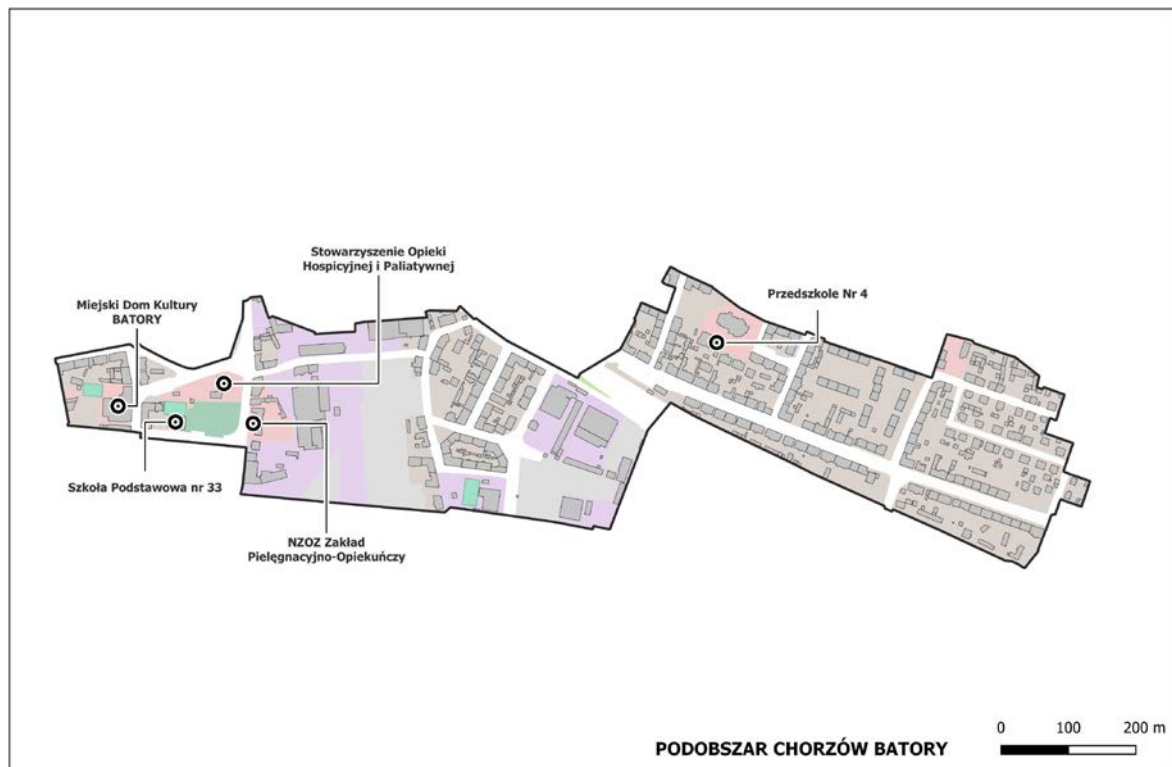 Stowarzyszenie Opieki
Hospicyjnej i Paliatywnej
Miejski Dom Kultury
BATORY
Przedszkole Nr 4
Szkoła Podstawowa nr 33
NZOZ Zakład
Pielęgnacyjno-Opiekuńczy
PODOBSZAR CHORZÓW BATORY
0 100 200 m